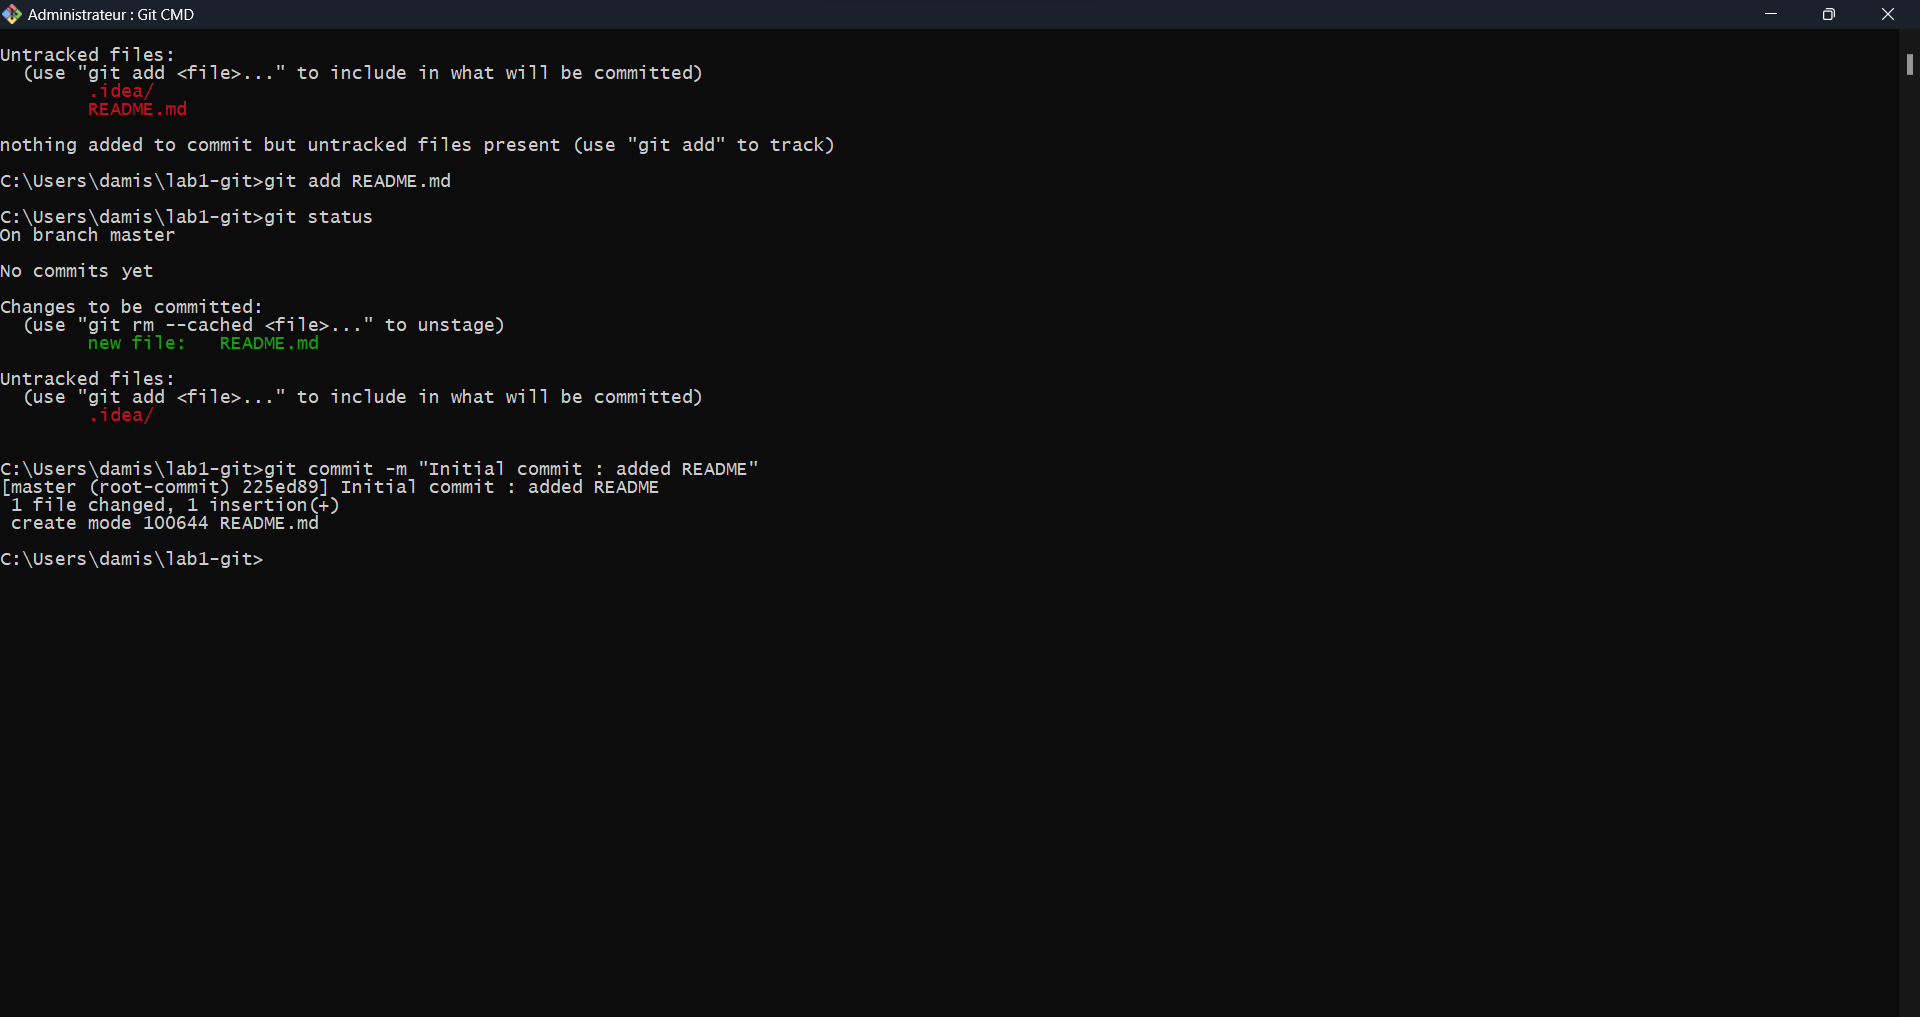 Administrateur : Git CMD
Untracked files:
  (use "git add <file>..." to include in what will be committed)
        .idea/
        README.md

nothing added to commit but untracked files present (use "git add" to track)

C:\Users\damis\lab1-git>git add README.md

C:\Users\damis\lab1-git>git status
On branch master

No commits yet

Changes to be committed:
  (use "git rm --cached <file>..." to unstage)
        new file:   README.md

Untracked files:
  (use "git add <file>..." to include in what will be committed)
        .idea/


C:\Users\damis\lab1-git>git commit -m "Initial commit : added README"
[master (root-commit) 225ed89] Initial commit : added README
 1 file changed, 1 insertion(+)
 create mode 100644 README.md

C:\Users\damis\lab1-git>